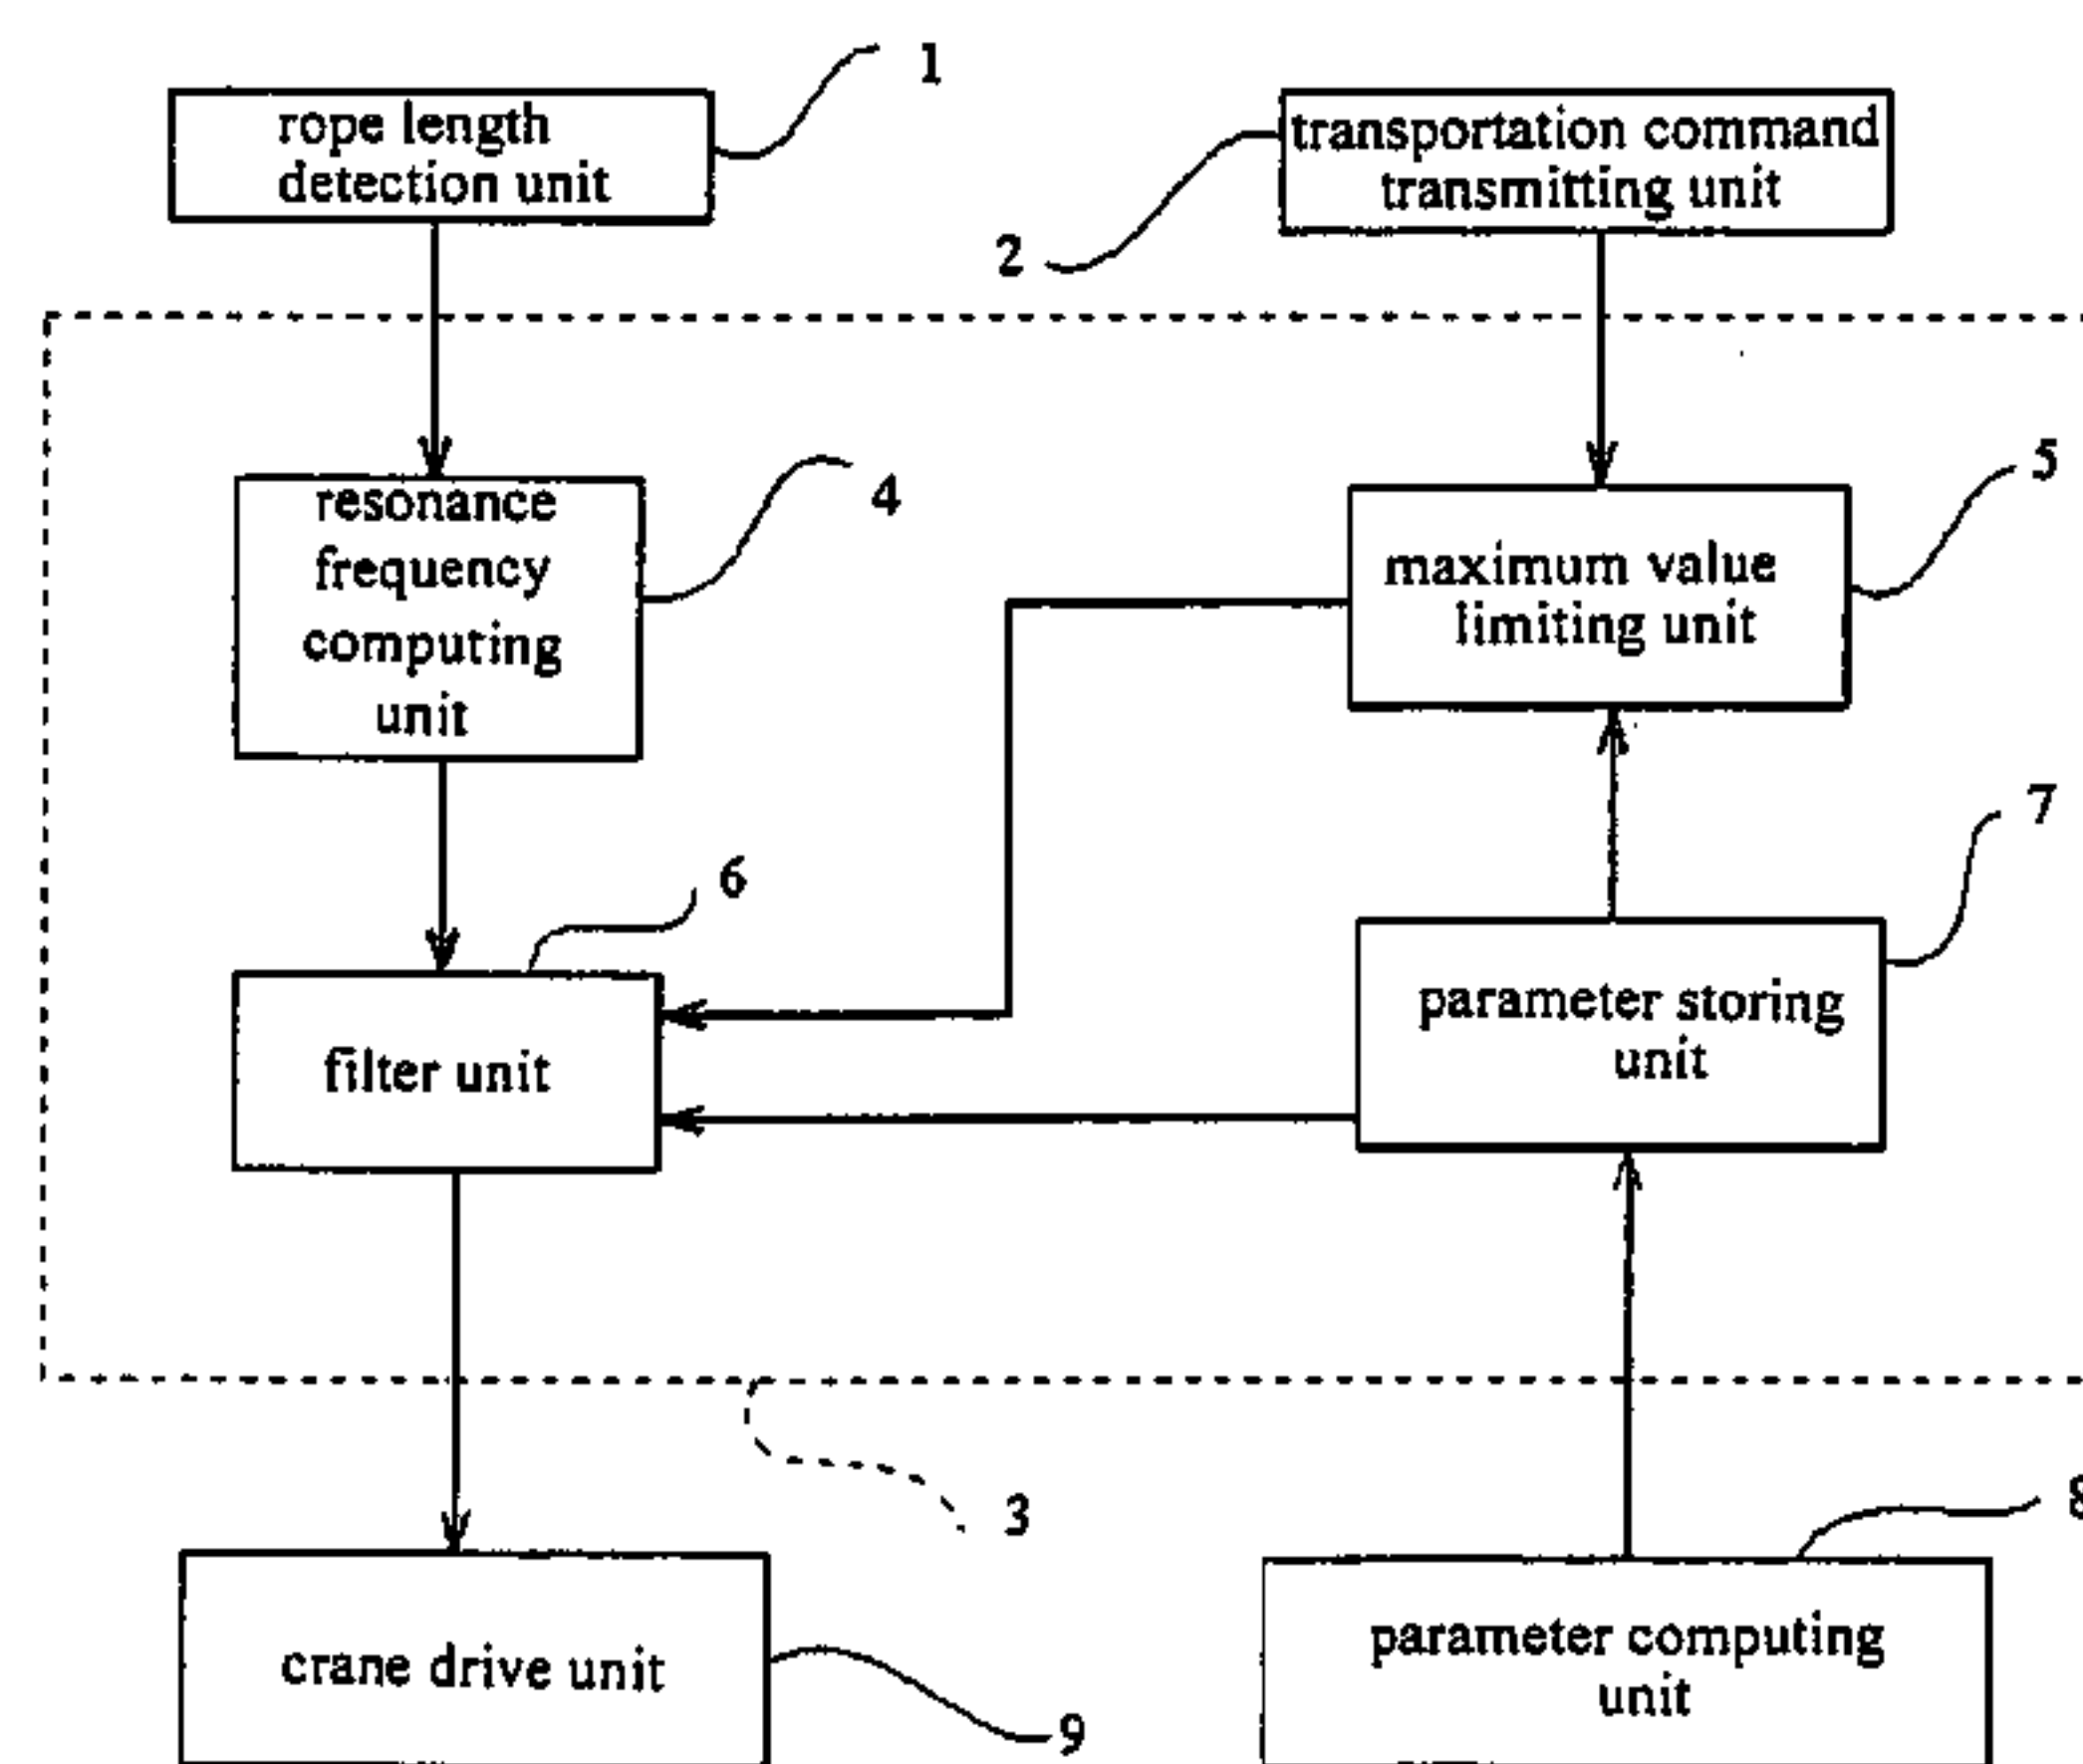 1
rope length
detection unit
transportation command
transmitting unit
2
resonance
frequency
computing
unit
4
5
maximum value
limiting unit
7
6
parameter storing
unit
filter unit
3
8
crane drive unit
parameter computing
unit
9